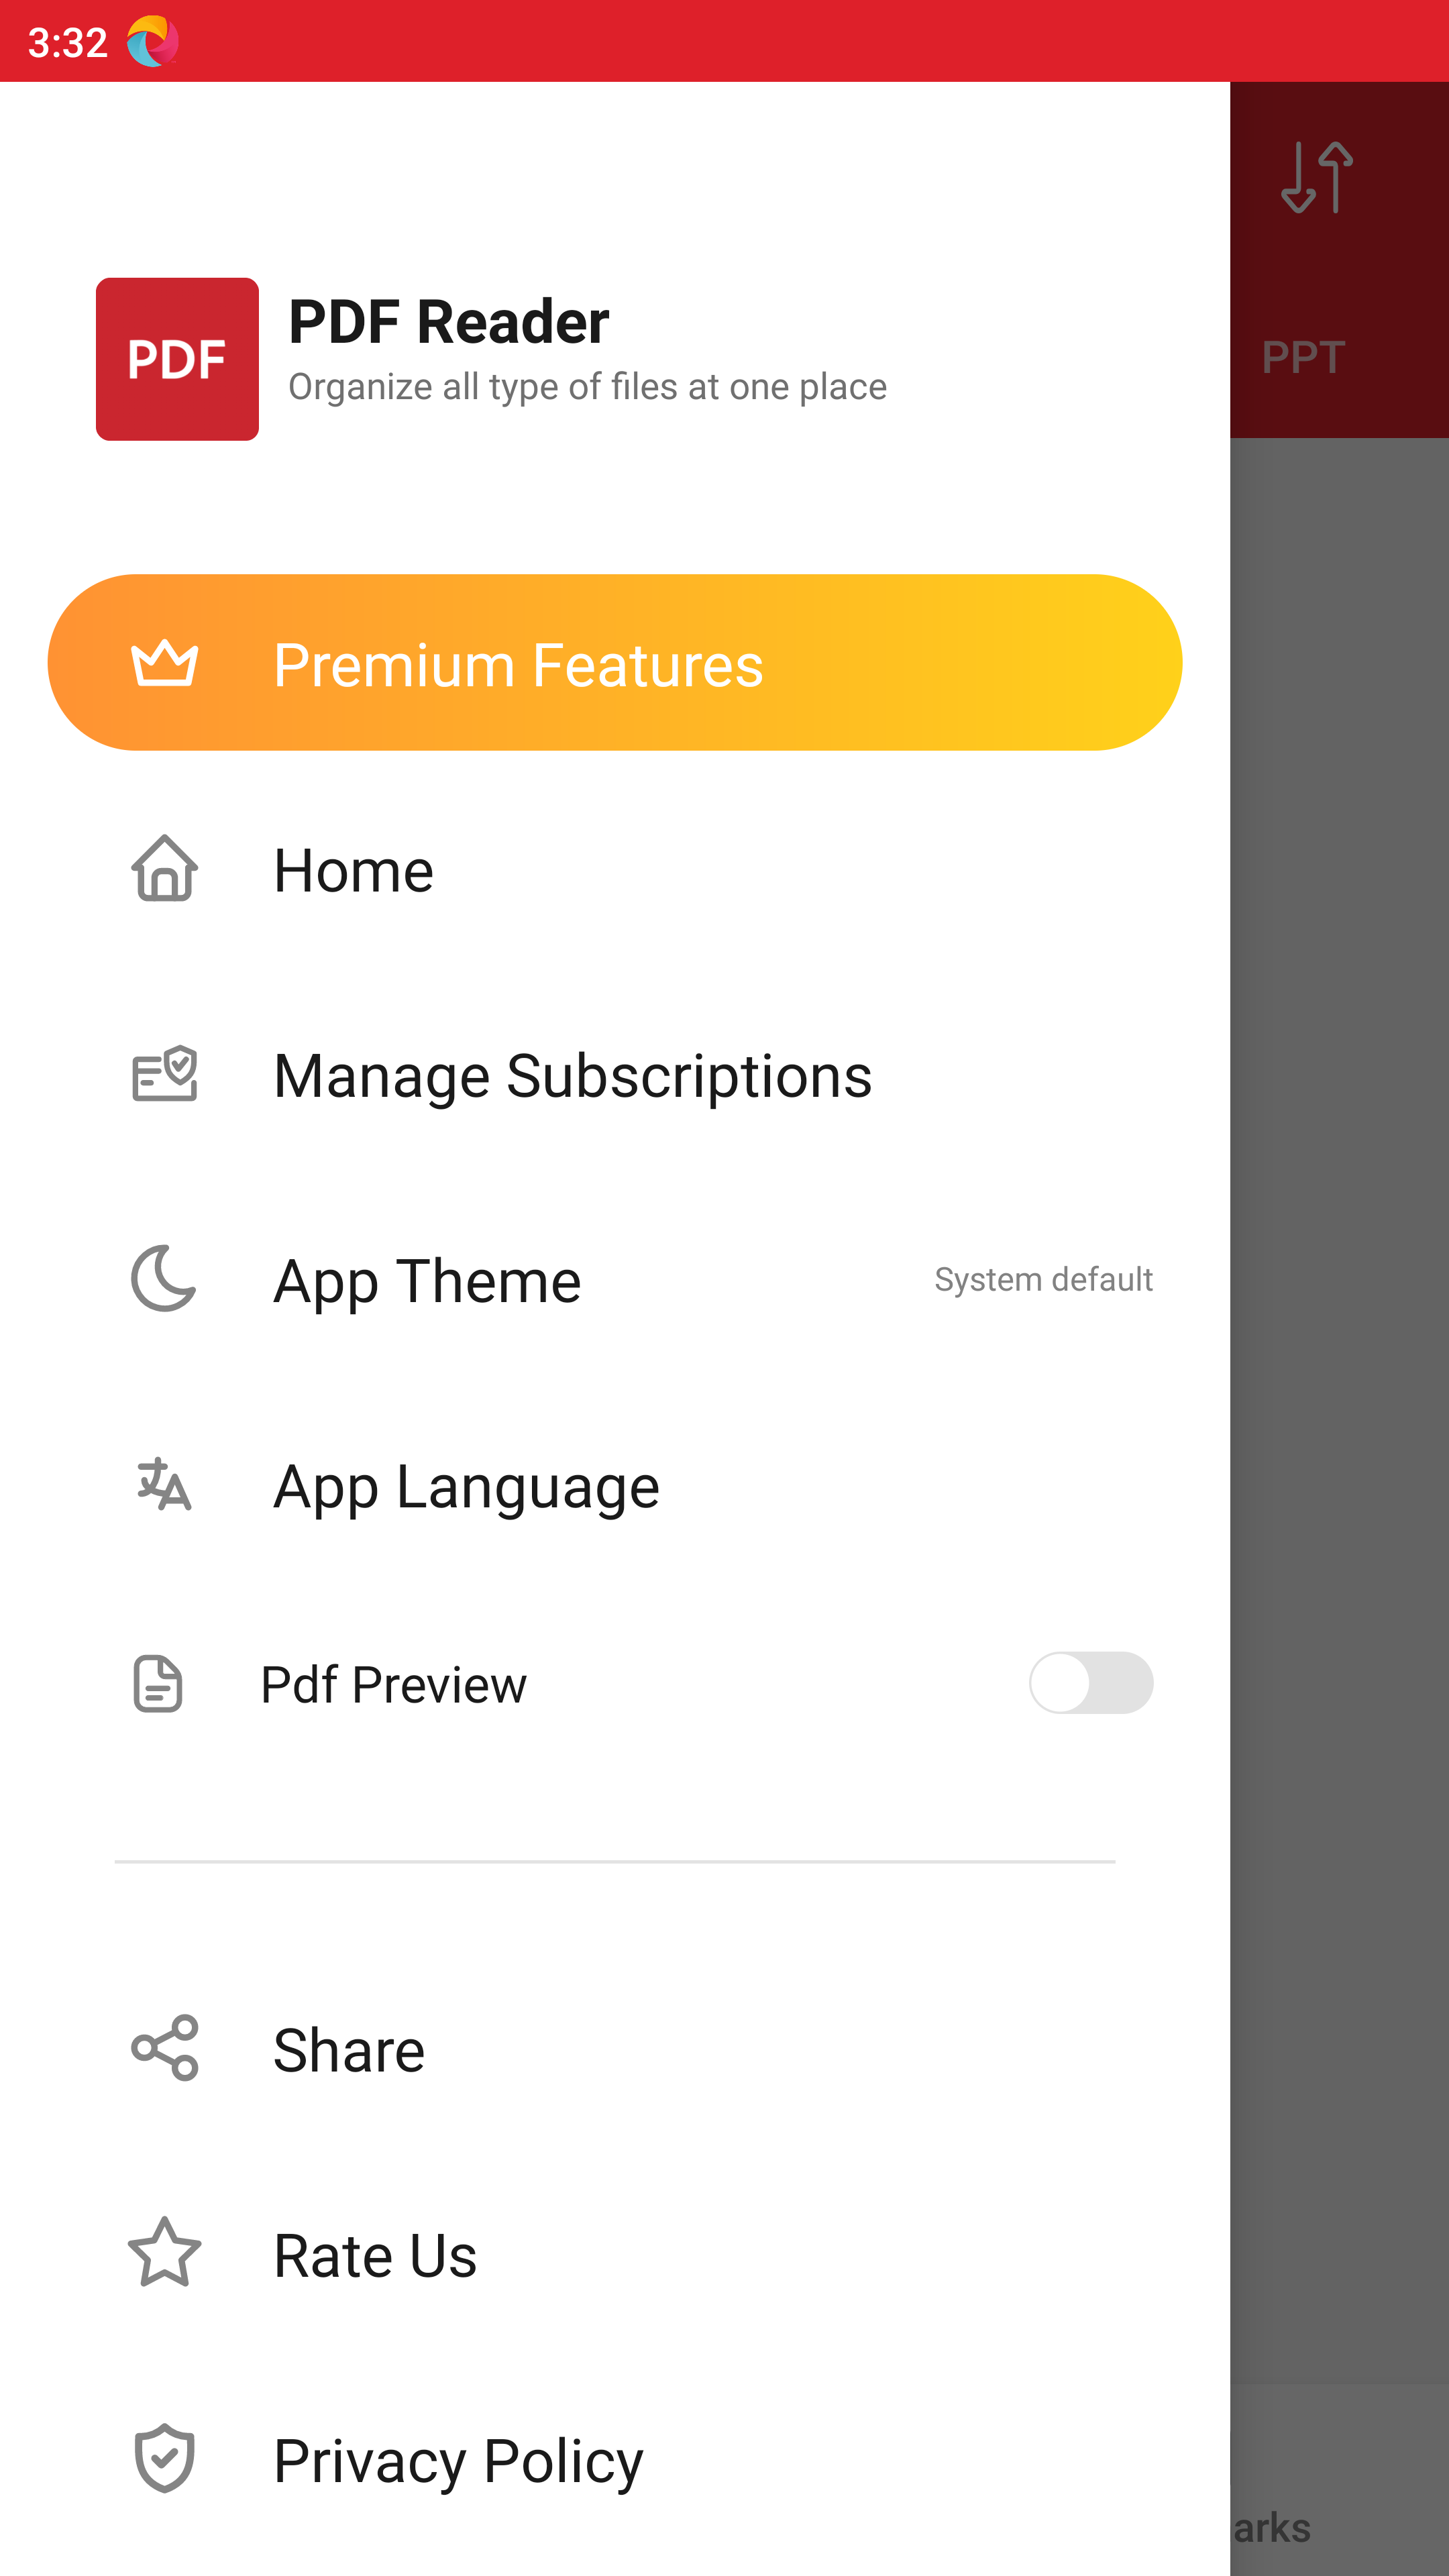 3:32
PDF
PDF Reader
Organize all type of files at one place
PPT
Premium Features
Home
Manage Subscriptions
App Theme
System default
App Language
Pdf Preview
Share
Rate Us
Privacy Policy
arks